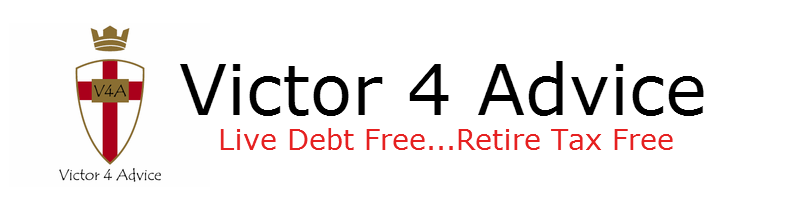 V4A
Victor 4 Advice
Victor 4 Advice
Live Debt Free...Retire Tax Free